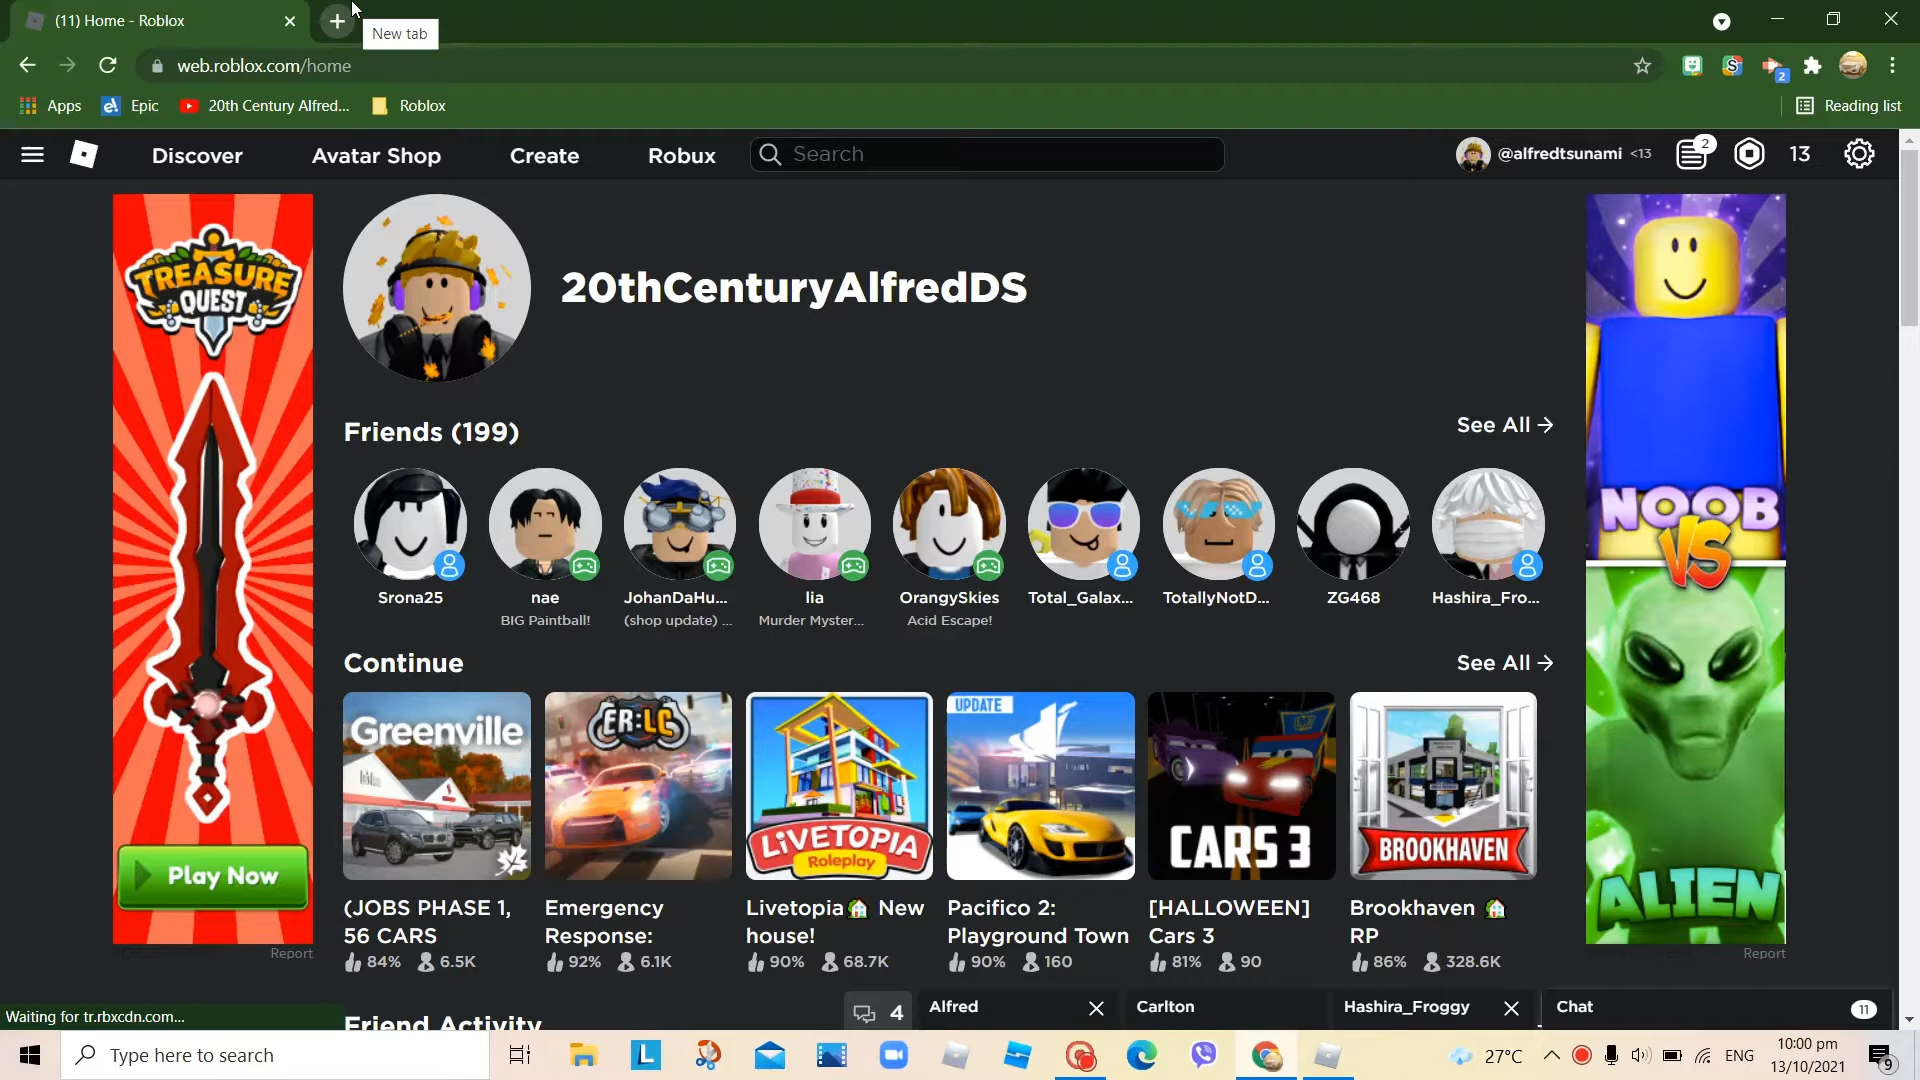 (11) Home - Roblox
New tab
web.roblox.com/home
2
Apps
Epic
20th Century Alfred...
Roblox
Reading list
Discover
Avatar Shop
Create
Robux
Search
@alfredtsunami <13
2
13
TREASURE
QUEST
Play Now
Report
20thCenturyAlfredDS
Friends (199)
See All →
Srona25
nae
BIG Paintball!
JohanDaHu...
(shop update) ...
lia
Murder Myster...
OrangySkies
Acid Escape!
Total_Galax...
TotallyNotD...
ZG468
Hashira_Fro...
Continue
See All →
Greenville
ER:LC
LIVETOPIA
Roleplay
UPDATE
CARS 3
BROOKHAVEN
(JOBS PHASE 1,
56 CARS
84% 6.5K
Emergency
Response:
92% 6.1K
Livetopia🏠 New
house!
90% 68.7K
Pacifico 2:
Playground Town
90% 160
[HALLOWEEN]
Cars 3
81% 90
Brookhaven 🏠
RP
86% 328.6K
NOOB
VS
ALIEN
Report
Waiting for tr.rbxcdn.com...
Friend Activity
4
Alfred
Carlton
Hashira_Froggy
Chat
11
Type here to search
L
27°C
ENG
10:00 pm
13/10/2021
9